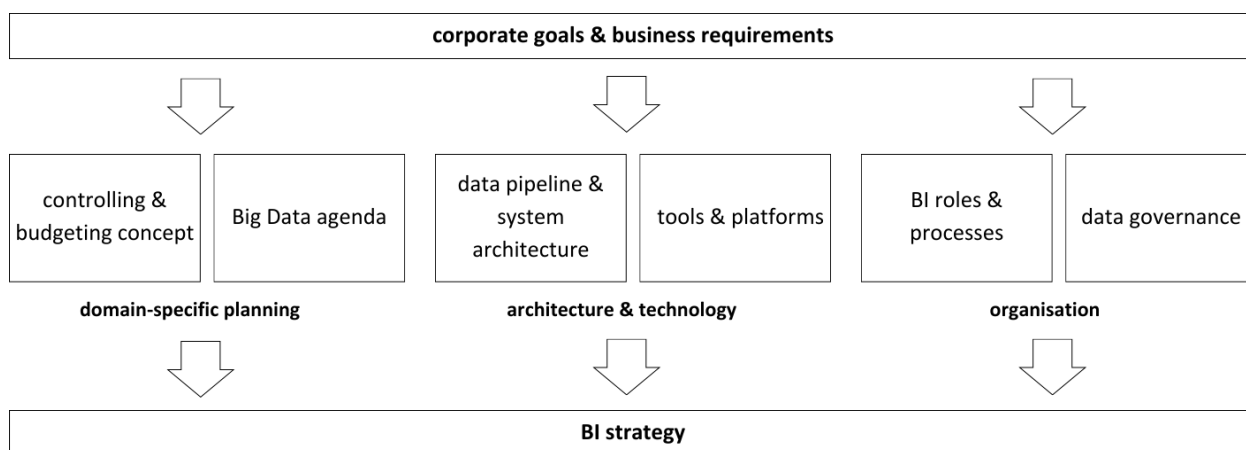 corporate goals & business requirements
controlling &
budgeting concept
Big Data agenda
data pipeline &
system
architecture
tools & platforms
BI roles &
processes
data governance
domain-specific planning
architecture & technology
organisation
BI strategy